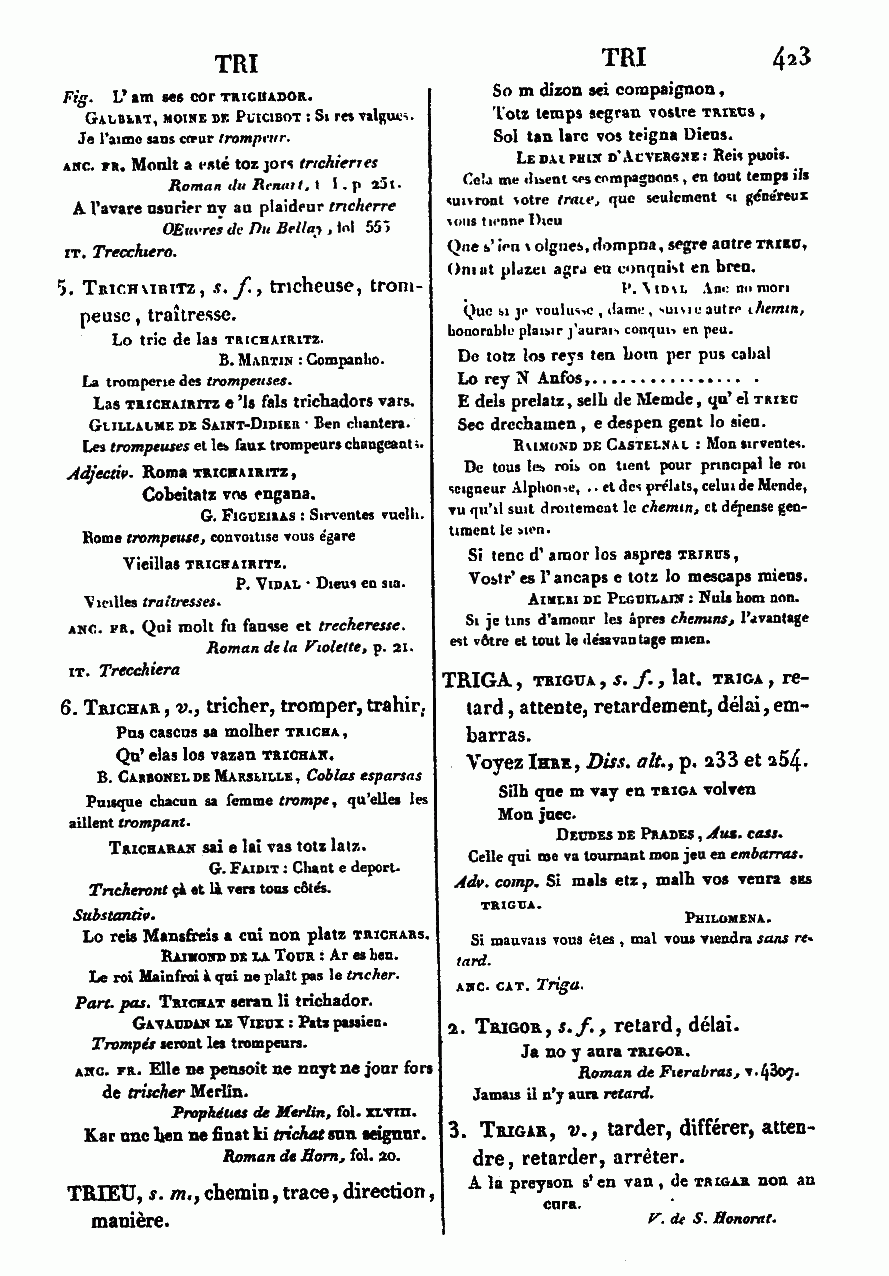 TRI
Fig. L'am ses cor TRICHADOR.
GALBERT, MOINE DE PUICIBOT : Si res valgues.
Je l'aime sans cœur trompeur.
ANC. FR. Moult a esté toz jors trichierres
Roman du Renart, t I. p 251.
A l'avare usurier ny au plaideur tricherre
OEuvres de Du Bellay, fol 555
IT. Trecchiero.
5. TRICHAIRITZ, s. f., tricheuse, trom-
peuse, traîtresse.
Lo tric de las TRICHAIRITZ.
B. MARTIN : Companho.
La tromperie des trompeuses.
Las TRICHAIRITZ e 'ls fals trichadors vars.
GUILLAUME DE SAINT-DIDIER · Ben chantera.
Les trompeuses et les faux trompeurs changeants.
Adjectiv. Roma TRICHAIRITZ,
Cobeitatz vos engana.
G. FIGUEIRAS : Sirventes vuelh.
Rome trompeuse, convoitise vous égare
Vieillas TRICHAIRITZ.
P. VIDAL · Dieus en sia.
Vieilles traîtresses.
ANC. FR. Qui molt fu fausse et trecheresse.
Roman de la Violette, p. 21.
IT. Trecchiera
6. TRICHAR, v., tricher, tromper, trahir.
Pus cascus sa molher TRICHA,
Qu' elas los vazan TRICHAN.
B. CARBONEL DE MARSEILLE, Coblas esparsas
Puisque chacun sa femme trompe, qu'elles les
aillent trompant.
TRICHARAN sai e lai vas totz latz.
G. FAIDIT : Chant e deport.
Tricheront çà et là vers tous côtés.
Substantiv.
Lo reis Mansfreis a cui non platz TRICHARS.
RAIMOND DE LA TOUR : Ar es ben.
Le roi Mainfroi à qui ne plaît pas le tricher.
Part. pas. TRICHAT seran li trichador.
GAVAUDAN LE VIEUX : Patz passien.
Trompés seront les trompeurs.
ANC. FR. Elle ne pensoit ne nuyt ne jour fors
de trischer Merlin.
Prophéties de Merlin, fol. XLVIII.
Kar unc hen ne finat ki trichat sun seignur.
Roman de Horn, fol. 20.
TRIEU, s. m., chemin, trace, direction,
manière.
TRI 423
So m dizon sei compaignon,
Totz temps segran vostre TRIEUS,
Sol tan larc vos teigna Dieus.
LE DAUPHIN D'AUVERGNE : Reis puois.
Cela me disent ses compagnons, en tout temps ils
suivront votre trace, que seulement si généreux
vous tienne Dieu
Que s' ien volgues, dompna, segre autre TRIEU,
Onrat plazer agra eu conquist en breu.
P. VIDAL Anc no mori
Que si je voulusse, dame, suivre autre chemin,
honorable plaisir j'aurais conquis en peu.
De totz los reys ten hom per pus cabal
Lo rey N Anfos,................. .
E dels prelatz, selh de Memde, qu' el TRIEU
Sec drechamen, e despen gent lo sieu.
RAIMOND DE CASTELNAU : Mon sirventes.
De tous les rois on tient pour principal le roi
seigneur Alphonse, .. et des prélats, celui de Mende,
vu qu'il suit droitement le chemin, et dépense gen-
timent le sien.
Si tenc d' amor los aspres TRIEUS,
Vostr' es l' ancaps e totz lo mescaps mieus.
AIMERI DE PEGUILAIN : Nuls hom non.
Si je tins d'amour les âpres chemins, l'avantage
est vôtre et tout le désavantage mien.
TRIGA, TRIGUA, s. f., lat. TRIGA, re-
tard, attente, retardement, délai, em-
barras.
Voyez IHRE, Diss. alt., p. 233 et 254.
Silh que m vay en TRIGA volven
Mon juec.
DEUDES DE PRADES, Aus. cass.
Celle qui me va tournant mon jeu en embarras.
Adv. comp. Si mals etz, malh vos venra SES
TRIGUA.
PHILOMENA.
Si mauvais vous êtes, mal vous viendra sans re-
tard.
ANC. CAT. Triga.
2. TRIGOR, s. f., retard, délai.
Ja no y aura TRIGOR.
Roman de Fierabras, v. 4307.
Jamais il n'y aura retard.
3. TRIGAR, v., tarder, différer, atten-
dre, retarder, arrêter.
A la preyson s' en van, de TRIGAR non an
cura.
V. de S. Honorat.